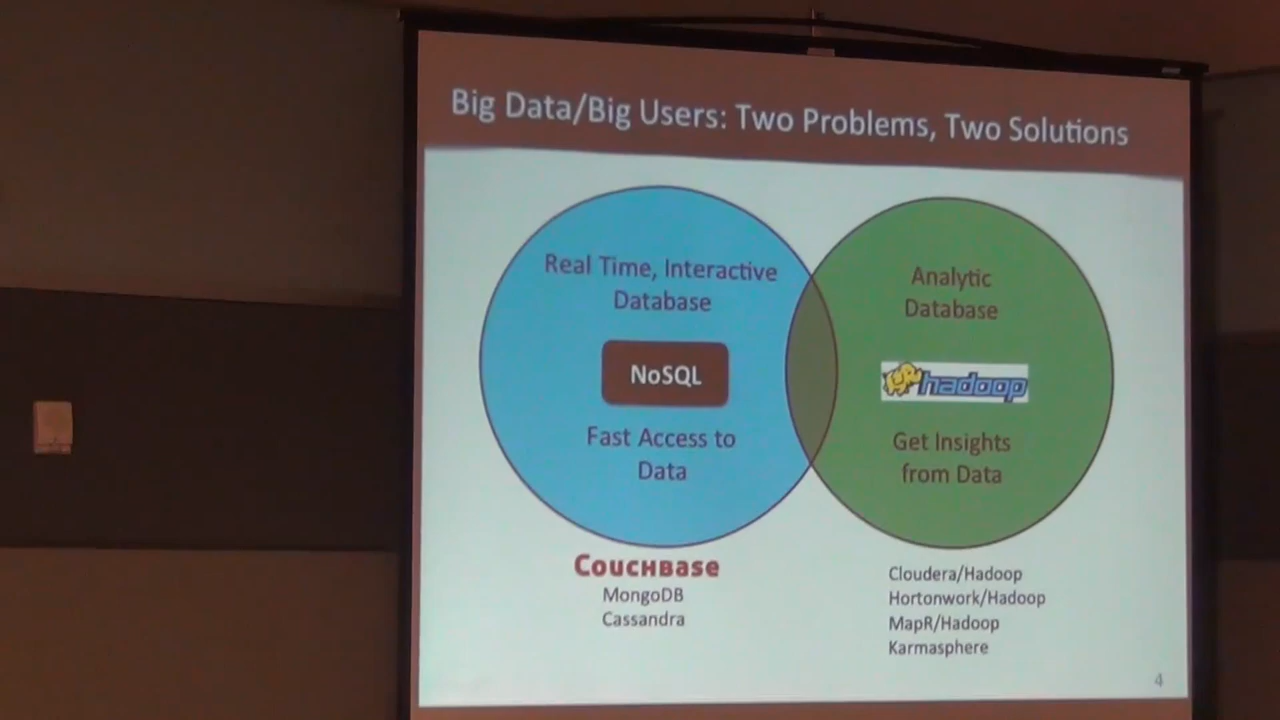 Big Data/Big Users: Two Problems, Two Solutions
Real Time, Interactive
Database
NoSQL
Fast Access to
Data
Analytic
Database
hadoop
Get Insights
from Data
COUCHBASE
MongoDB
Cassandra
Cloudera/Hadoop
Hortonwork/Hadoop
MapR/Hadoop
Karmasphere
4